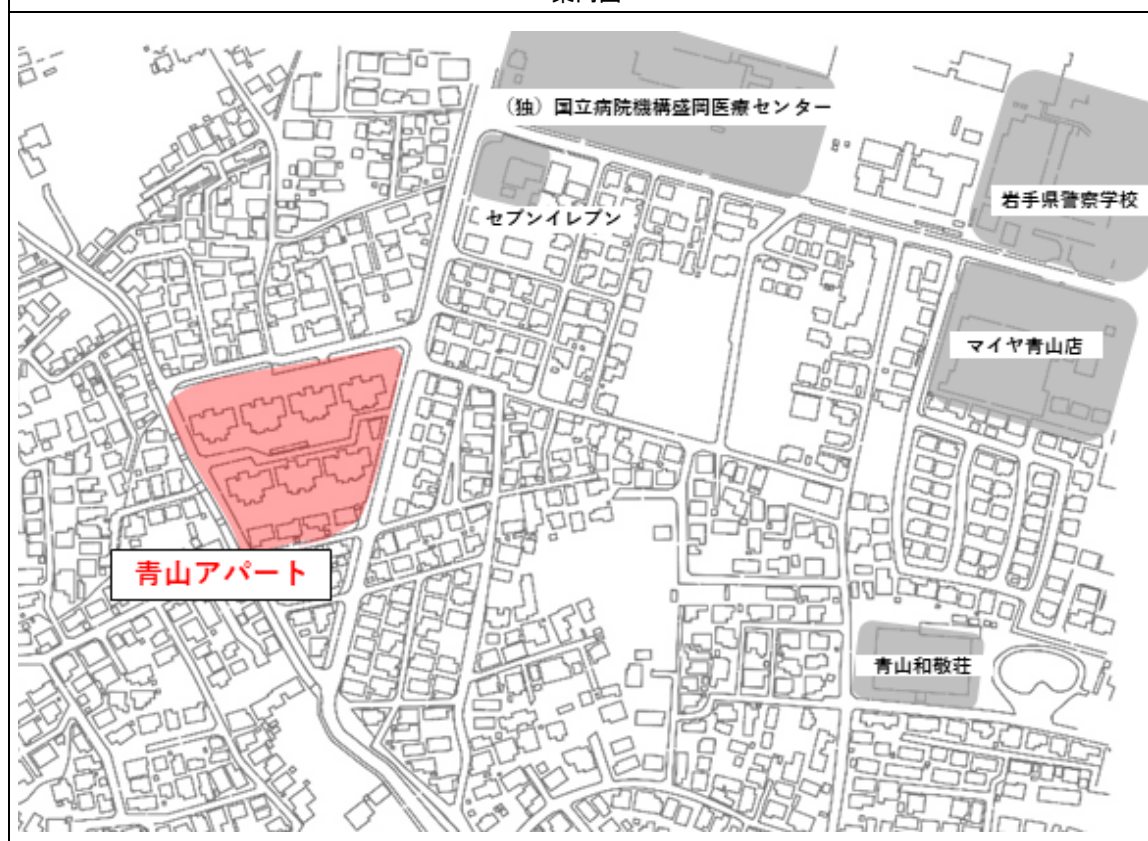 （独）国立病院機構盛岡医療センター
岩手県警察学校
セブンイレブン
マイヤ青山店
青山アパート
青山和敬荘